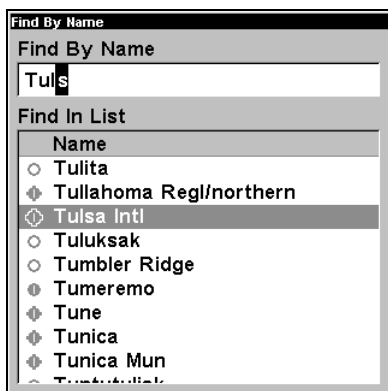 Find By Name
Find By Name
Tuls
Find In List
Name
Tulita
Tullahoma Regl/northern
Tulsa Intl
Tuluksak
Tumbler Ridge
Tumeremo
Tune
Tunica
Tunica Mun